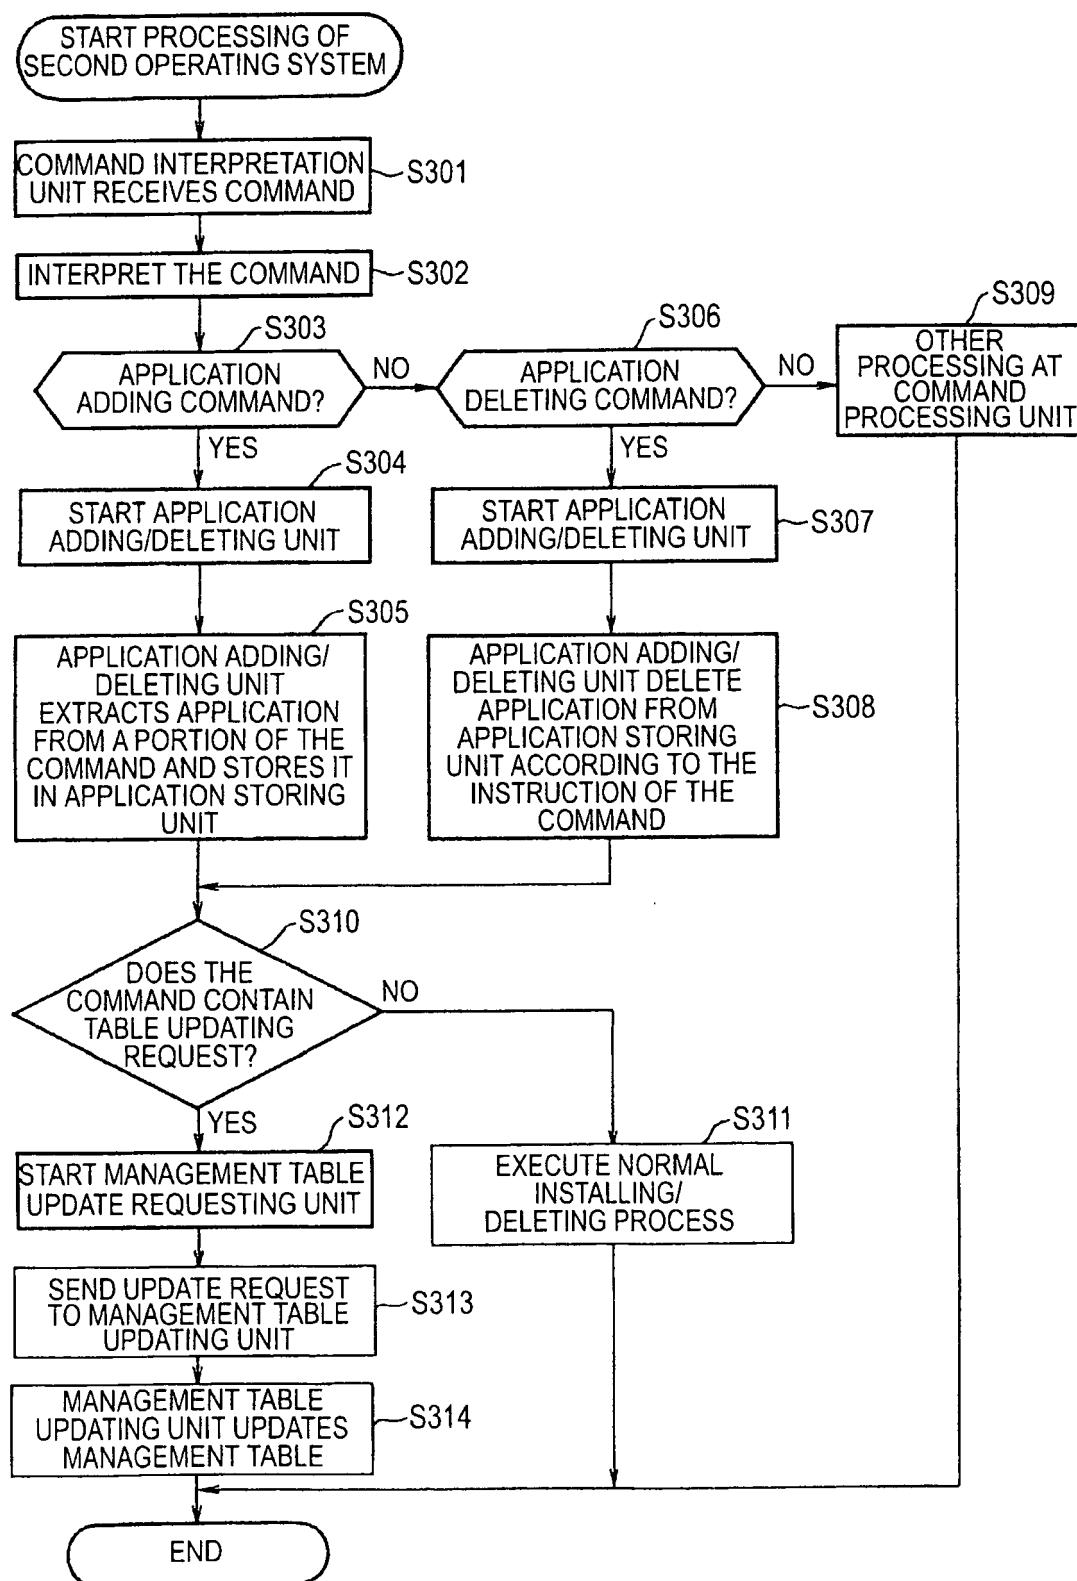 START PROCESSING OF
SECOND OPERATING SYSTEM
COMMAND INTERPRETATION
UNIT RECEIVES COMMAND
S301
INTERPRET THE COMMAND
S302
S303
APPLICATION
ADDING COMMAND?
NO
YES
S306
APPLICATION
DELETING COMMAND?
NO
YES
S309
OTHER
PROCESSING AT
COMMAND
PROCESSING UNIT
S304
START APPLICATION
ADDING/DELETING UNIT
START APPLICATION
ADDING/DELETING UNIT
S307
S305
APPLICATION ADDING/
DELETING UNIT
EXTRACTS APPLICATION
FROM A PORTION OF THE
COMMAND AND STORES IT
IN APPLICATION STORING
UNIT
APPLICATION ADDING/
DELETING UNIT DELETE
APPLICATION FROM
APPLICATION STORING
UNIT ACCORDING TO THE
INSTRUCTION OF THE
COMMAND
S308
S310
DOES THE
COMMAND CONTAIN
TABLE UPDATING
REQUEST?
NO
YES
S312
START MANAGEMENT TABLE
UPDATE REQUESTING UNIT
S311
EXECUTE NORMAL
INSTALLING/
DELETING PROCESS
SEND UPDATE REQUEST
TO MANAGEMENT TABLE
UPDATING UNIT
S313
MANAGEMENT TABLE
UPDATING UNIT UPDATES
MANAGEMENT TABLE
S314
END